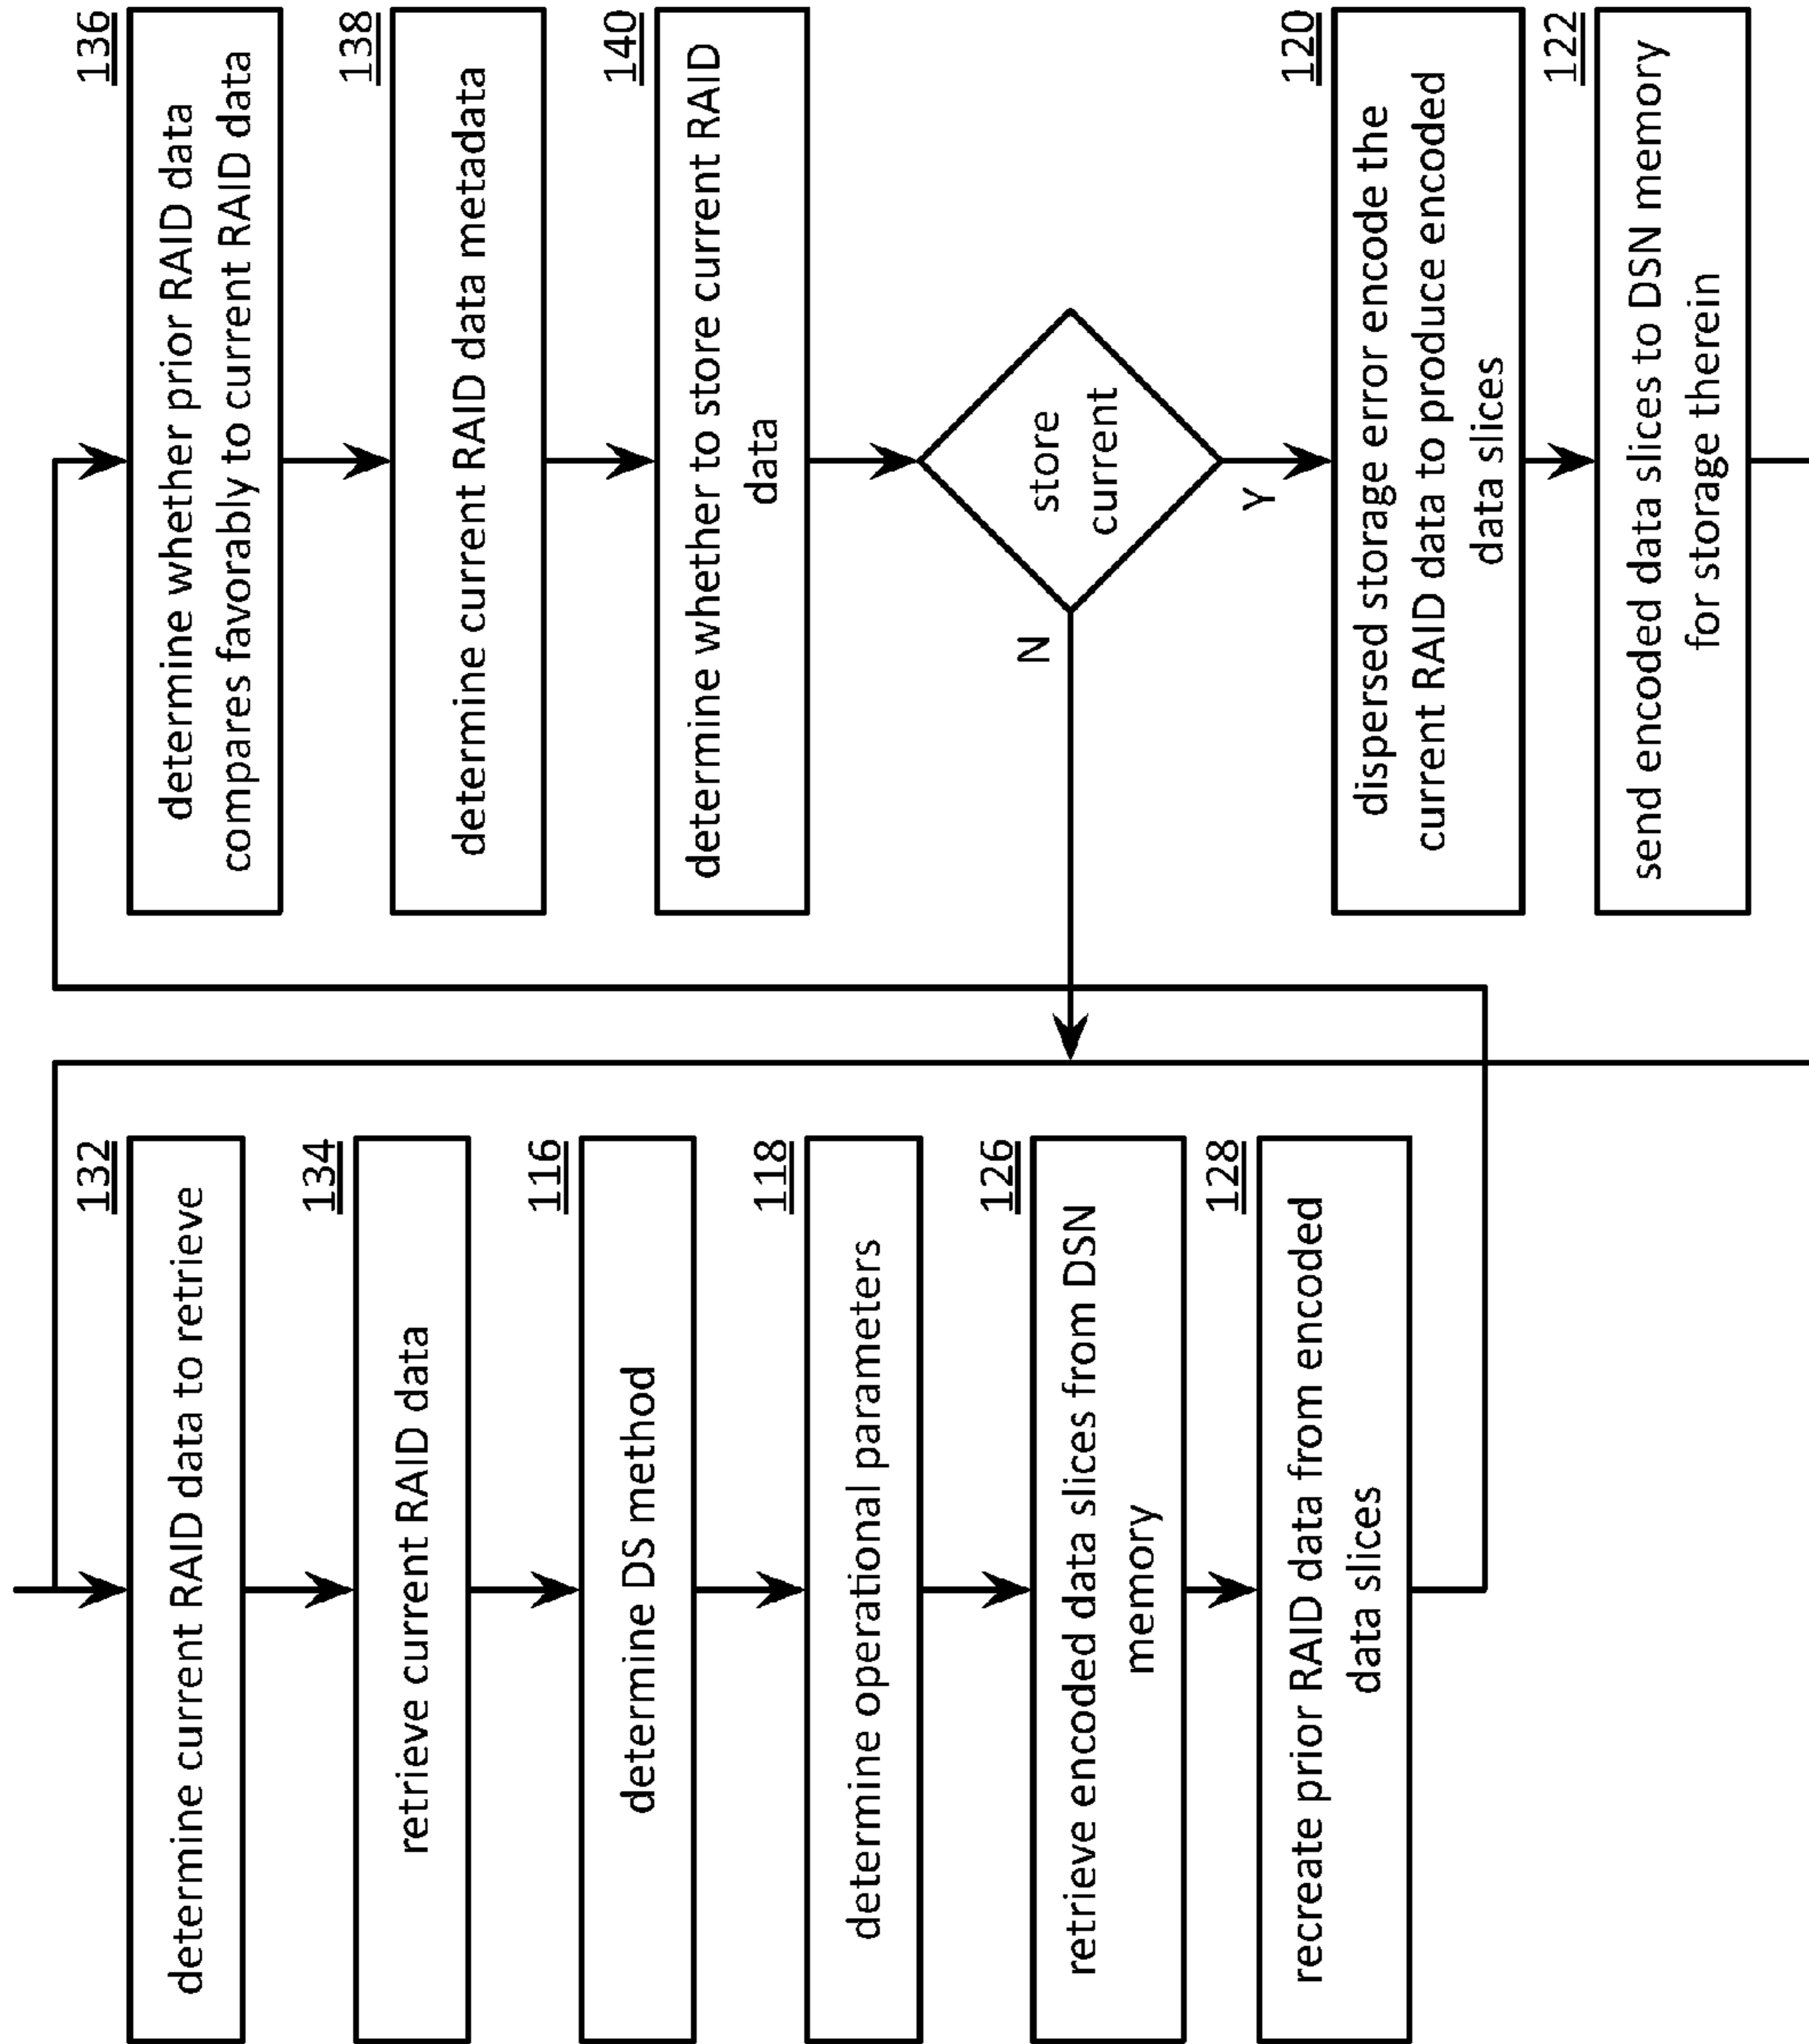 132
determine current RAID data to retrieve
134
retrieve current RAID data
116
determine DS method
118
determine operational parameters
126
retrieve encoded data slices from DSN
memory
128
recreate prior RAID data from encoded
data slices
136
determine whether prior RAID data
compares favorably to current RAID data
138
determine current RAID data metadata
140
determine whether to store current RAID
data
store
current
N
Y
120
dispersed storage error encode the
current RAID data to produce encoded
data slices
122
send encoded data slices to DSN memory
for storage therein